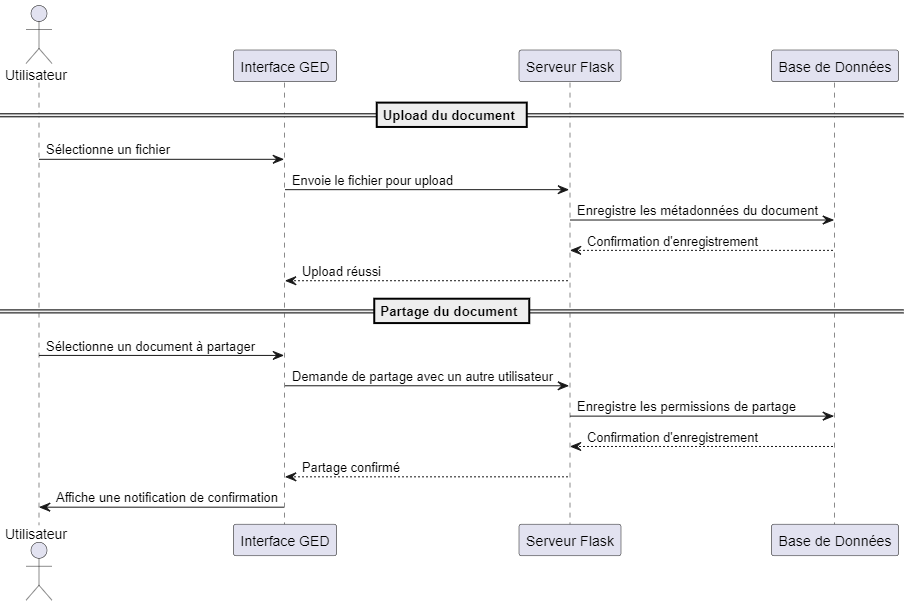 Utilisateur
Interface GED
Serveur Flask
Base de Données
Upload du document
Sélectionne un fichier
Envoie le fichier pour upload
Enregistre les métadonnées du document
Confirmation d'enregistrement
Upload réussi
Partage du document
Sélectionne un document à partager
Demande de partage avec un autre utilisateur
Enregistre les permissions de partage
Confirmation d'enregistrement
Partage confirmé
Affiche une notification de confirmation
Utilisateur
Interface GED
Serveur Flask
Base de Données